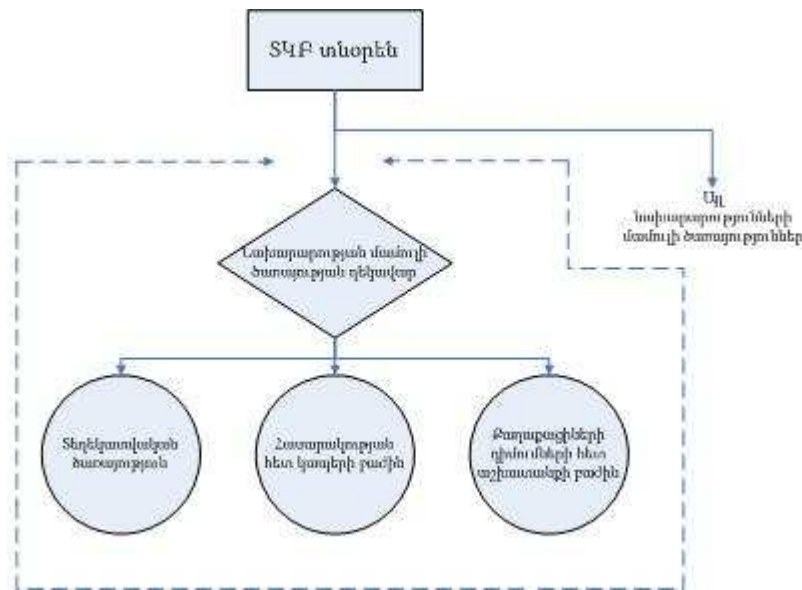 ՏԿԲ տնօրեն
Այլ
նախարարությունների
մամուլի ծառայություններ
Նախարարության մամուլի
ծառայության ղեկավար
Տեղեկատվական
ծառայություն
Հասարակության
հետ կապերի բաժին
Քաղաքացիների
դիմումների հետ
աշխատանքի բաժին